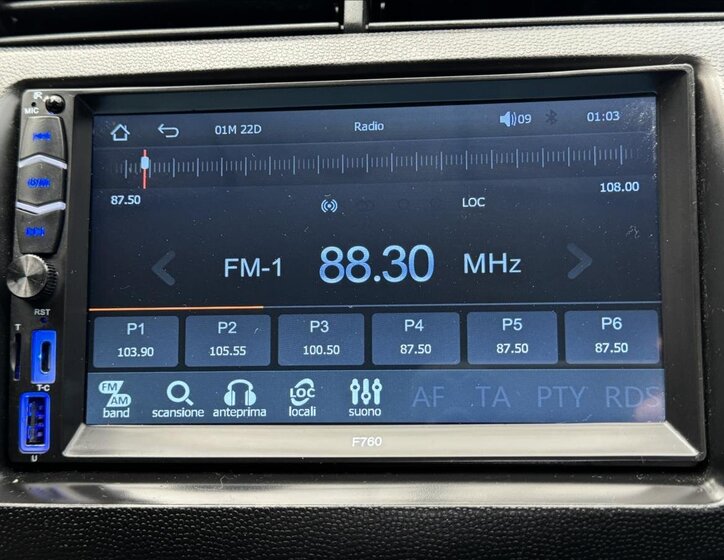 IR
MIC
01M 22D
Radio
09
01:03
87.50
108.00
LOC
FM-1 88.30 MHz
RST
P1 P2 P3 P4 P5 P6
103.90 105.55 100.50 87.50 87.50 87.50
T
T-C
FM
AM
LOC
AF TA PTY RDS
band scansione anteprima locali suono
U
F760